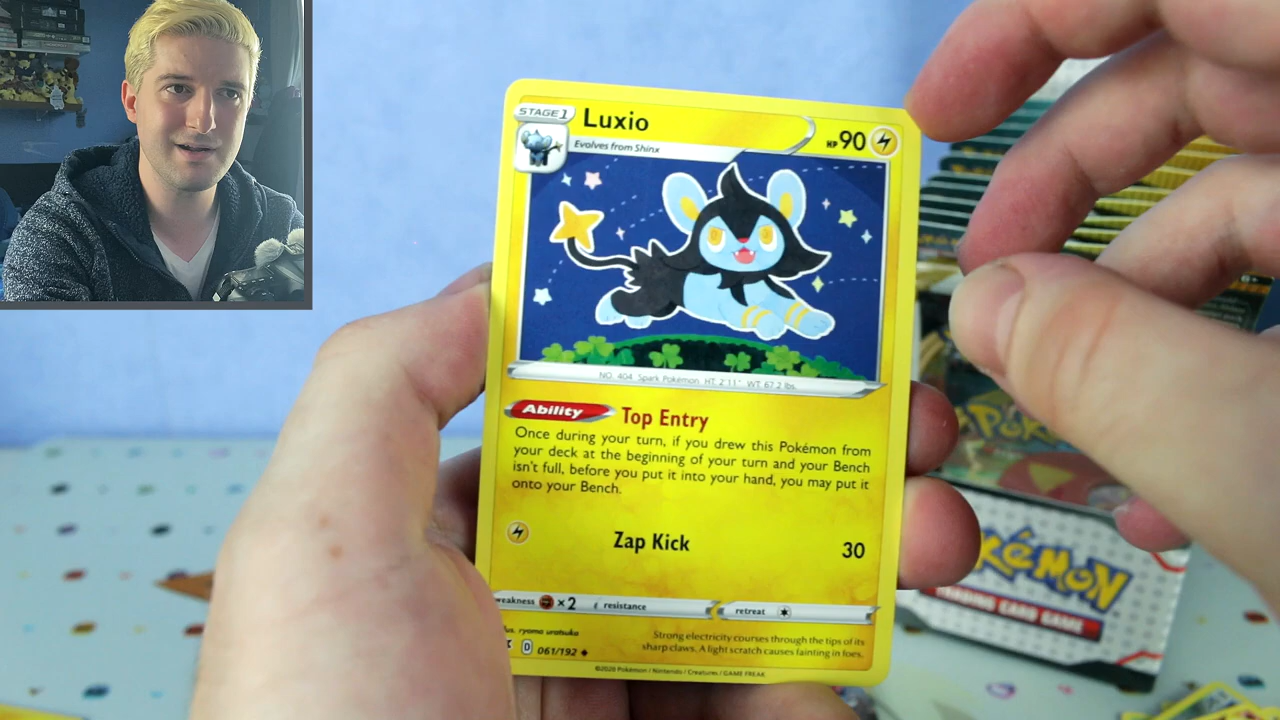 STAGE 1
Luxio
HP 90
Evolves from Shinx
NO. 404 Spark Pokémon HT: 2'11" WT: 67.2 lbs.
Ability
Top Entry
Once during your turn, if you drew this Pokémon from
your deck at the beginning of your turn and your Bench
isn't full, before you put it into your hand, you may put it
onto your Bench.
Zap Kick
30
weakness ×2 resistance
retreat
ryoma uratsuka
D 061/192
Strong electricity courses through the tips of its
sharp claws. A light scratch causes fainting in foes.
©2020 Pokémon / Nintendo / Creatures / GAME FREAK
POKéMON
TRADING CARD GAME